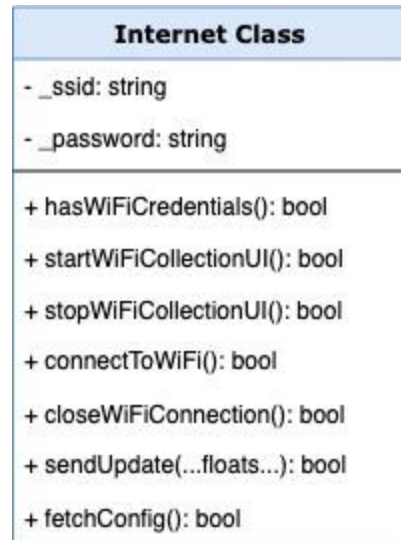 Internet Class
- _ssid: string
- _password: string
+ hasWiFiCredentials(): bool
+ startWiFiCollectionUI(): bool
+ stopWiFiCollectionUI(): bool
+ connectToWiFi(): bool
+ closeWiFiConnection(): bool
+ sendUpdate(...floats...): bool
+ fetchConfig(): bool